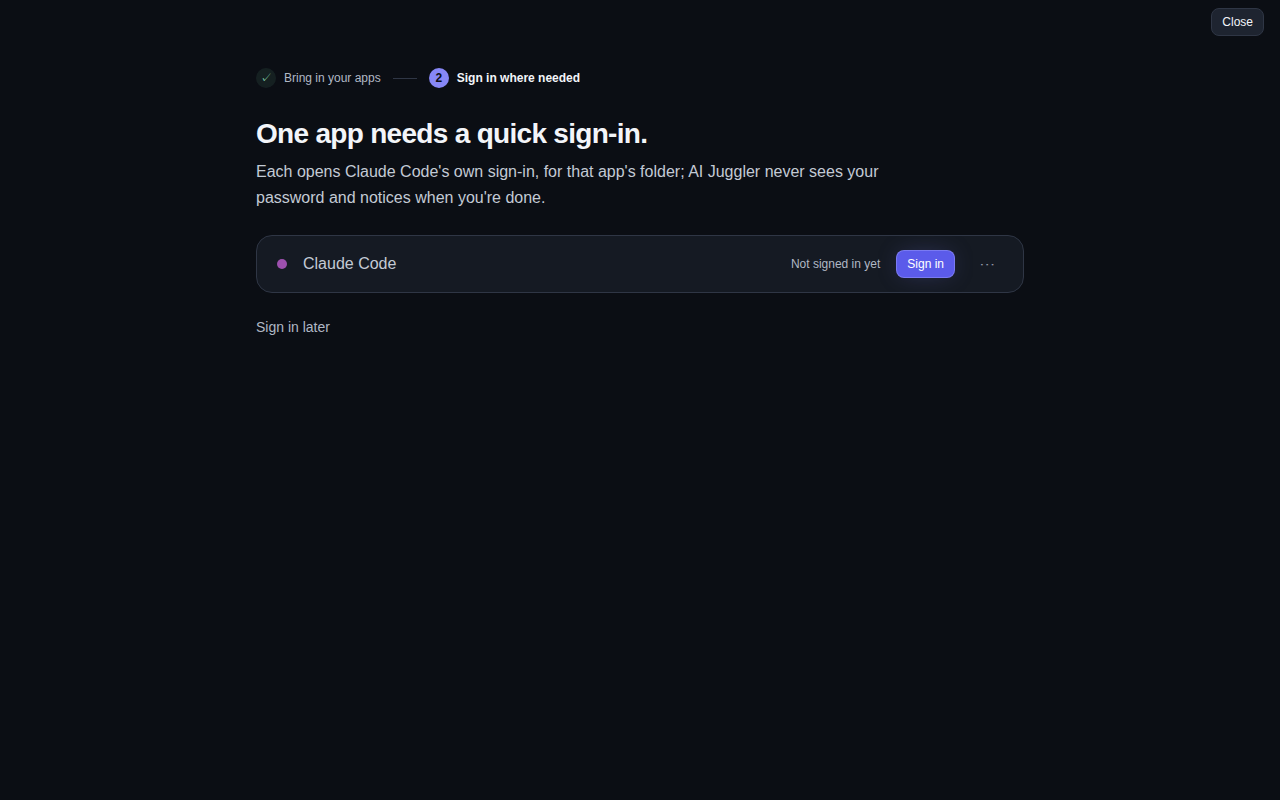 Close
✓ Bring in your apps
2 Sign in where needed
One app needs a quick sign-in.
Each opens Claude Code's own sign-in, for that app's folder; AI Juggler never sees your
password and notices when you're done.
Claude Code
Not signed in yet
Sign in
···
Sign in later